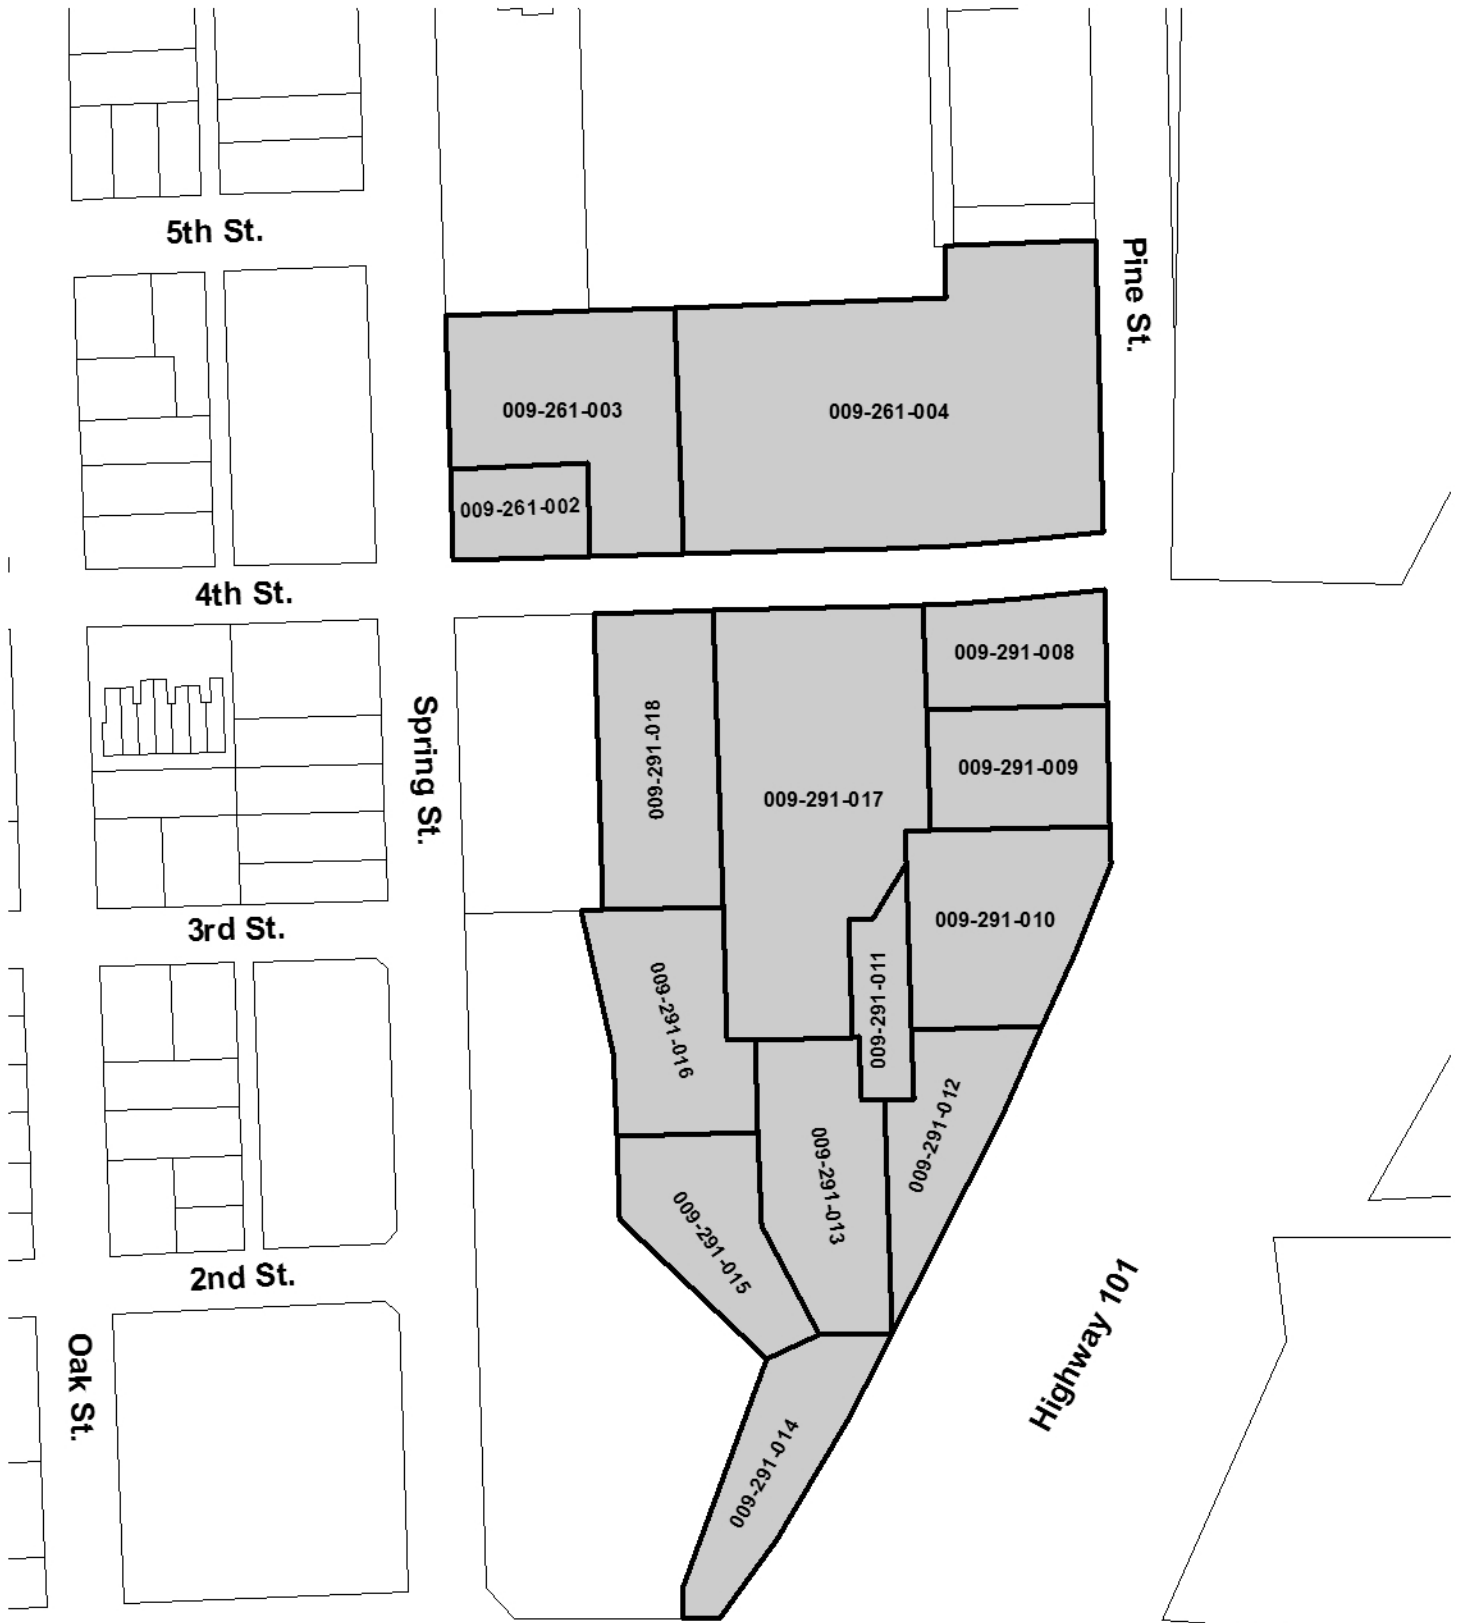 5th St.
Pine St.
009-261-003
009-261-004
009-261-002
4th St.
009-291-008
Spring St.
009-291-018
009-291-017
009-291-009
3rd St.
009-291-010
009-291-011
009-291-016
009-291-012
009-291-013
009-291-015
2nd St.
Oak St.
Highway 101
009-291-014